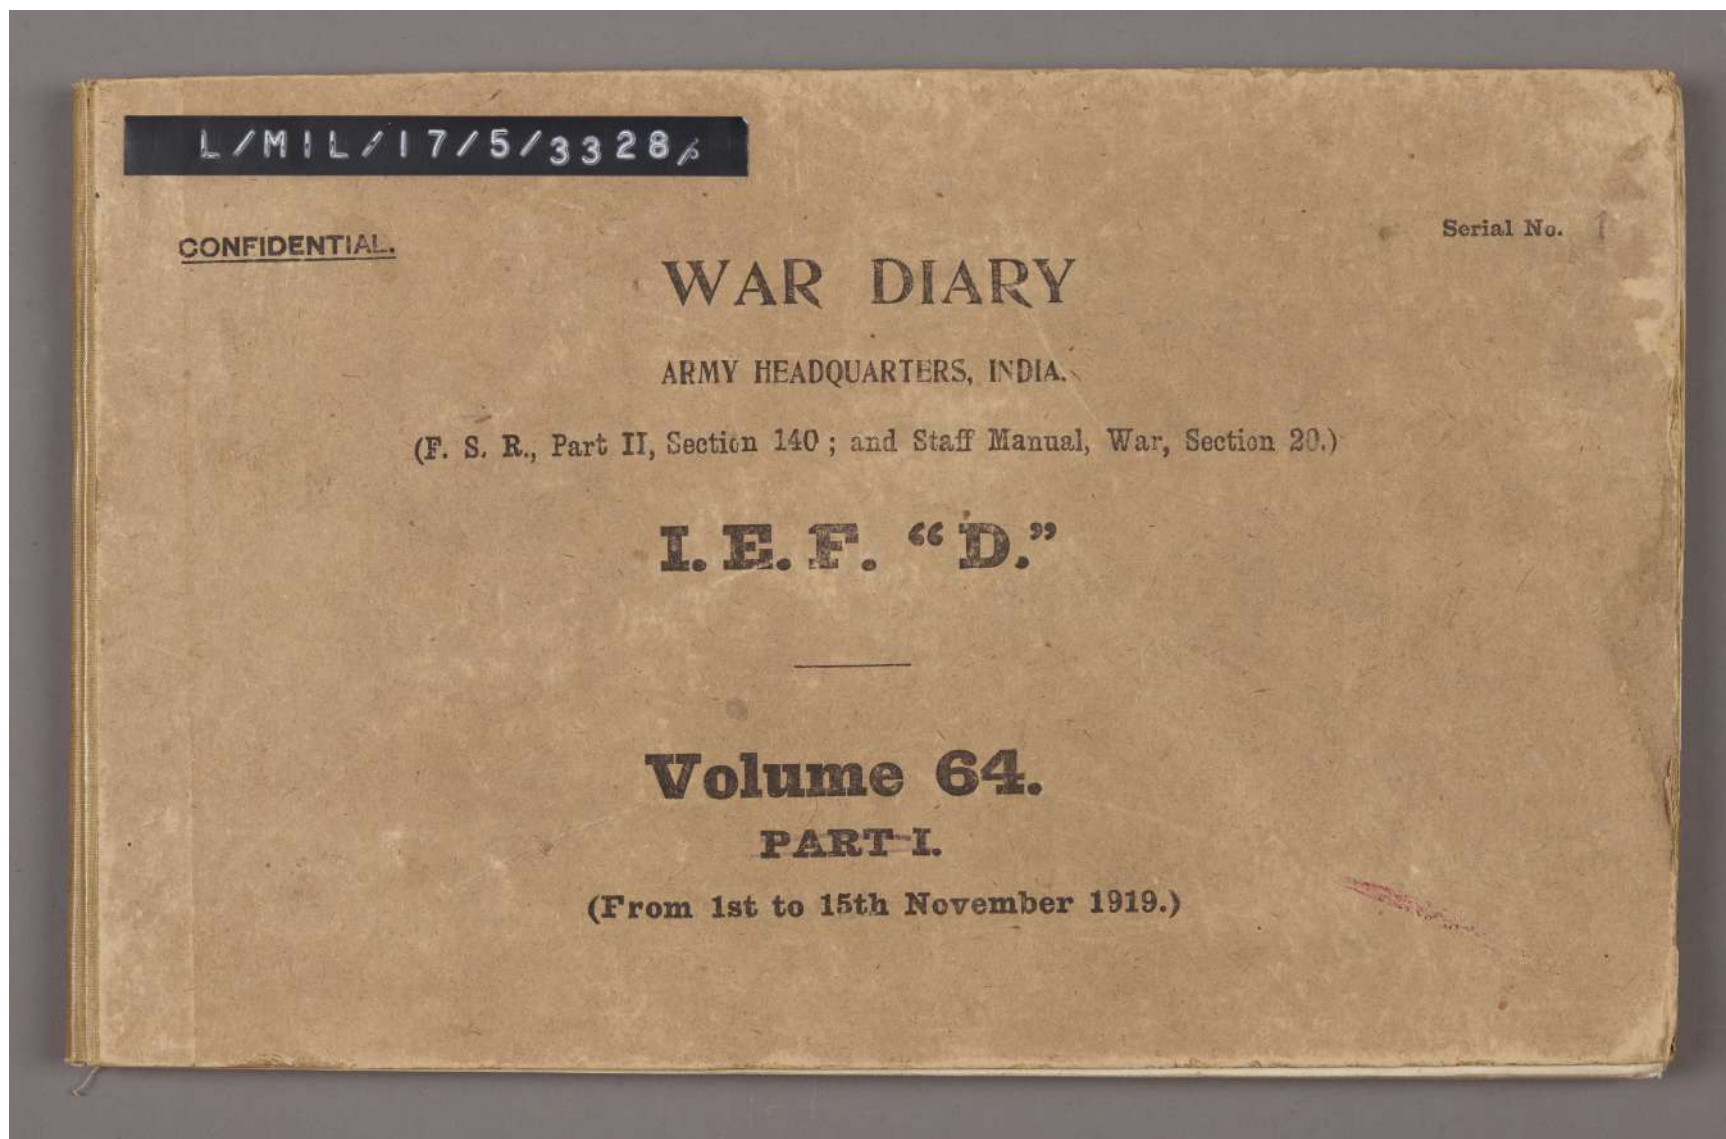 L/MIL/17/5/3328
CONFIDENTIAL.
Serial No. 1
WAR DIARY
ARMY HEADQUARTERS, INDIA.
(F. S. R., Part II, Section 140 ; and Staff Manual, War, Section 20.)
I. E. F. “D.”
Volume 64.
PART I.
(From 1st to 15th November 1919.)